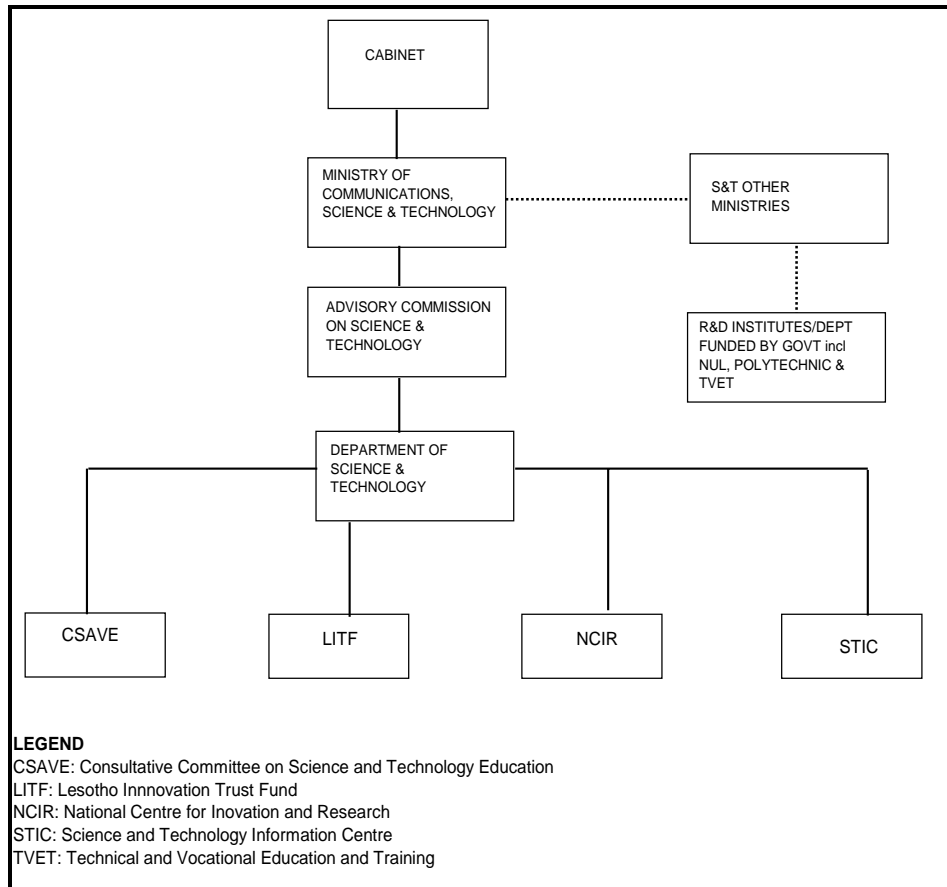 CABINET
MINISTRY OF
COMMUNICATIONS,
SCIENCE & TECHNOLOGY
S&T OTHER
MINISTRIES
ADVISORY COMMISSION
ON SCIENCE &
TECHNOLOGY
R&D INSTITUTES/DEPT
FUNDED BY GOVT incl
NUL, POLYTECHNIC &
TVET
DEPARTMENT OF
SCIENCE &
TECHNOLOGY
CSAVE
LITF
NCIR
STIC
LEGEND
CSAVE: Consultative Committee on Science and Technology Education
LITF: Lesotho Innnovation Trust Fund
NCIR: National Centre for Inovation and Research
STIC: Science and Technology Information Centre
TVET: Technical and Vocational Education and Training